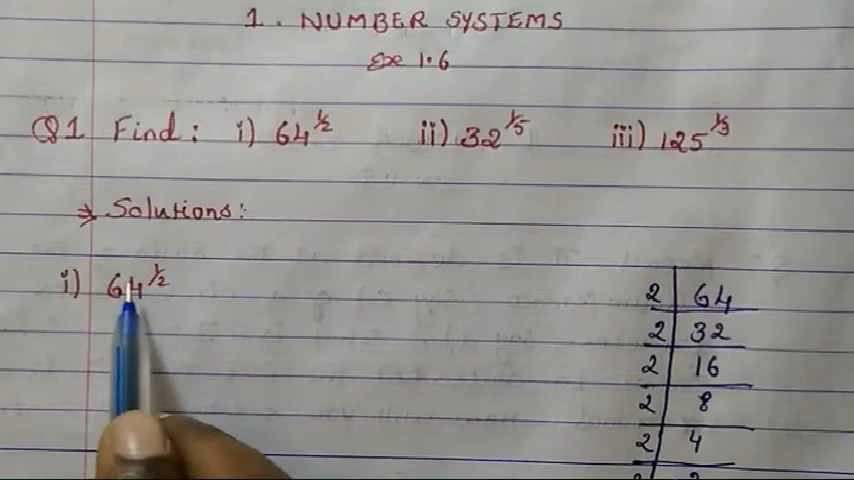 1. NUMBER SYSTEMS
Exe 1.6
Q1 Find: i) 64^1/2 ii) 32^1/5 iii) 125^1/3
⇒ Solutions:
i) 64^1/2
2 | 64
2 | 32
2 | 16
2 | 8
2 | 4